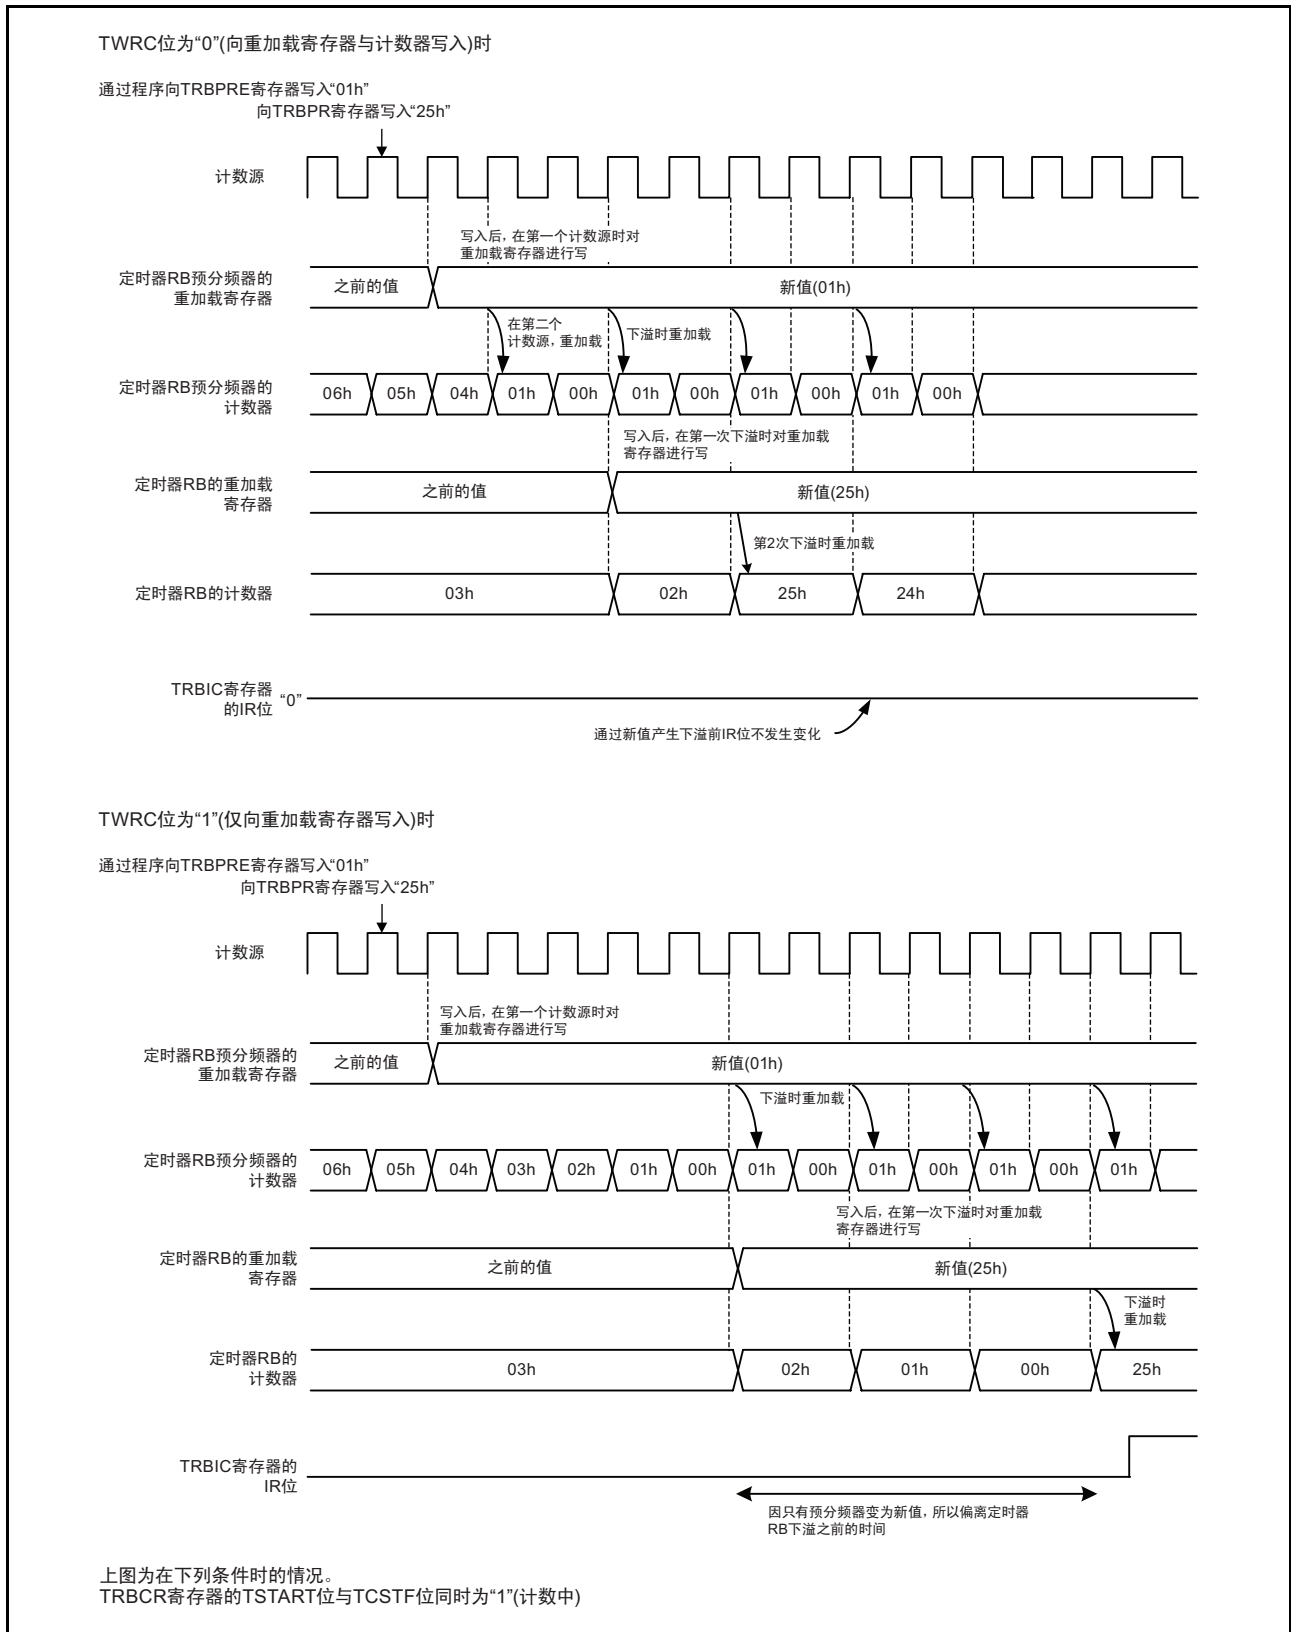 TWRC位为“0”(向重加载寄存器与计数器写入)时
通过程序向TRBPRE寄存器写入“01h”
向TRBPR寄存器写入“25h”
计数源
写入后，在第一个计数源时对
重加载寄存器进行写
定时器RB预分频器的
重加载寄存器
之前的值
新值(01h)
在第二个
计数源，重加载
下溢时重加载
定时器RB预分频器的
计数器
06h 05h 04h 01h 00h 01h 00h 01h 00h 01h 00h
写入后，在第一次下溢时对重加载
寄存器进行写
定时器RB的重加载
寄存器
之前的值
新值(25h)
第2次下溢时重加载
定时器RB的计数器
03h 02h 25h 24h
TRBIC寄存器
的IR位
“0”
通过新值产生下溢前IR位不发生变化
TWRC位为“1”(仅向重加载寄存器写入)时
通过程序向TRBPRE寄存器写入“01h”
向TRBPR寄存器写入“25h”
计数源
写入后，在第一个计数源时对
重加载寄存器进行写
定时器RB预分频器的
重加载寄存器
之前的值
新值(01h)
下溢时重加载
定时器RB预分频器的
计数器
06h 05h 04h 03h 02h 01h 00h 01h 00h 01h 00h 01h 00h 01h
写入后，在第一次下溢时对重加载
寄存器进行写
定时器RB的重加载
寄存器
之前的值
新值(25h)
下溢时
重加载
定时器RB的
计数器
03h 02h 01h 00h 25h
TRBIC寄存器的
IR位
因只有预分频器变为新值，所以偏离定时器
RB下溢之前的时间
上图为在下列条件时的情况。
TRBCR寄存器的TSTART位与TCSTF位同时为“1”(计数中)